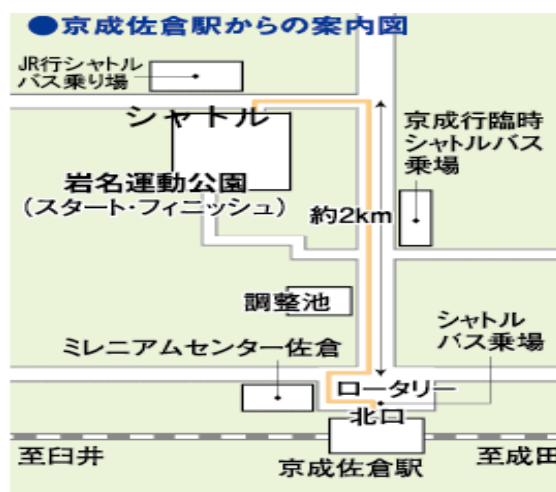 ●京成佐倉駅からの案内図
JR行シャトル
バス乗り場
シャトル
京成行臨時
シャトルバス
乗場
岩名運動公園
（スタート・フィニッシュ）
約2km
調整池
シャトル
バス乗場
ミレニアムセンター佐倉
ロータリー
北口
至臼井
京成佐倉駅
至成田